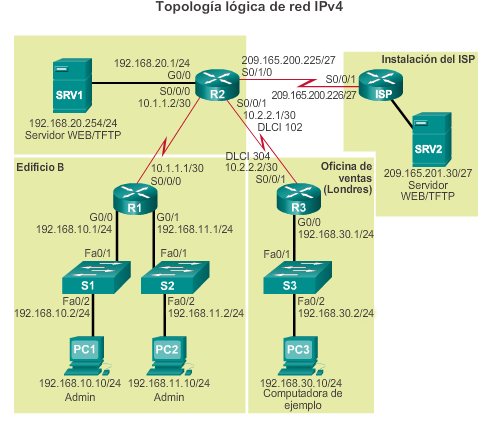 Topología lógica de red IPv4
192.168.20.1/24
G0/0
SRV1
192.168.20.254/24
Servidor WEB/TFTP
S0/0/0
10.1.1.2/30
R2
209.165.200.225/27
S0/1/0
S0/0/1
10.2.2.1/30
DLCI 102
Instalación del ISP
S0/0/1
209.165.200.226/27
ISP
SRV2
209.165.201.30/27
Servidor
WEB/TFTP
Edificio B
10.1.1.1/30
S0/0/0
R1
G0/0
192.168.10.1/24
G0/1
192.168.11.1/24
Fa0/1
Fa0/1
S1
S2
Fa0/2
192.168.10.2/24
Fa0/2
192.168.11.2/24
PC1
PC2
192.168.10.10/24
Admin
192.168.11.10/24
Admin
DLCI 304
10.2.2.2/30
S0/0/1
Oficina de
ventas
(Londres)
R3
G0/0
192.168.30.1/24
Fa0/1
S3
Fa0/2
192.168.30.2/24
PC3
192.168.30.10/24
Computadora de
ejemplo